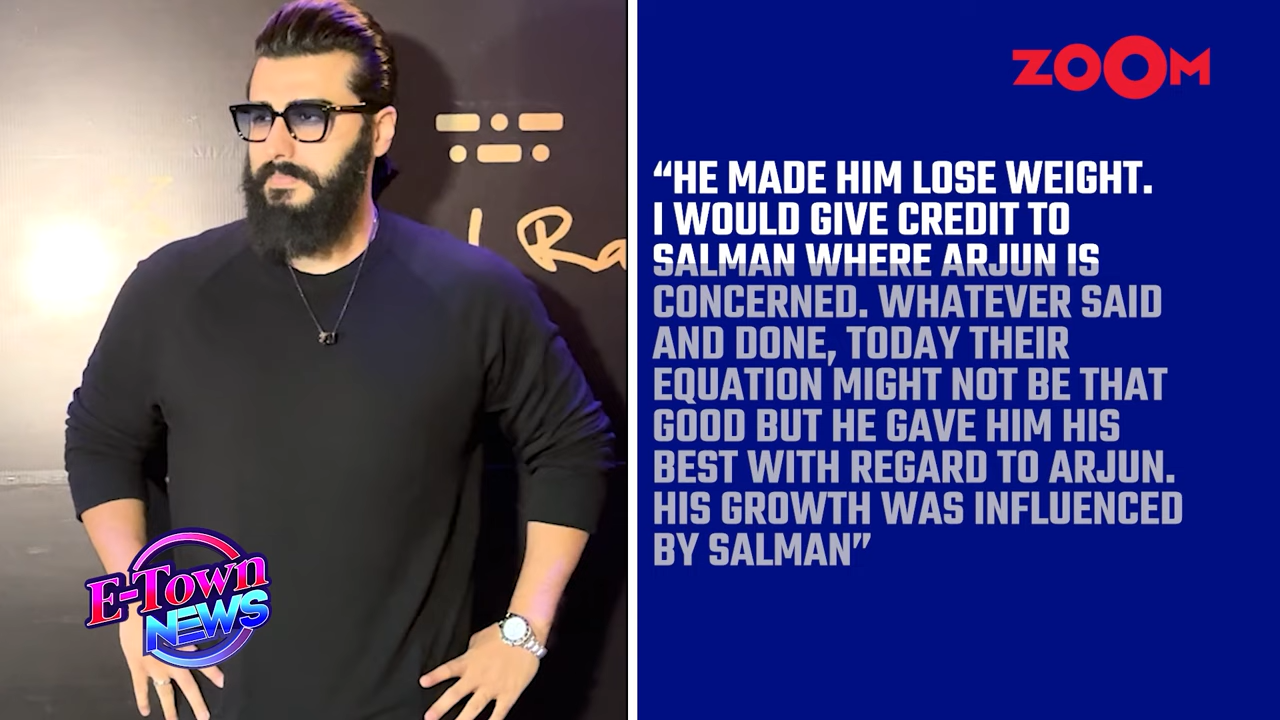 ZOOM
“HE MADE HIM LOSE WEIGHT.
I WOULD GIVE CREDIT TO
SALMAN WHERE ARJUN IS
CONCERNED. WHATEVER SAID
AND DONE, TODAY THEIR
EQUATION MIGHT NOT BE THAT
GOOD BUT HE GAVE HIM HIS
BEST WITH REGARD TO ARJUN.
HIS GROWTH WAS INFLUENCED
BY SALMAN”
E-TOWN
NEWS